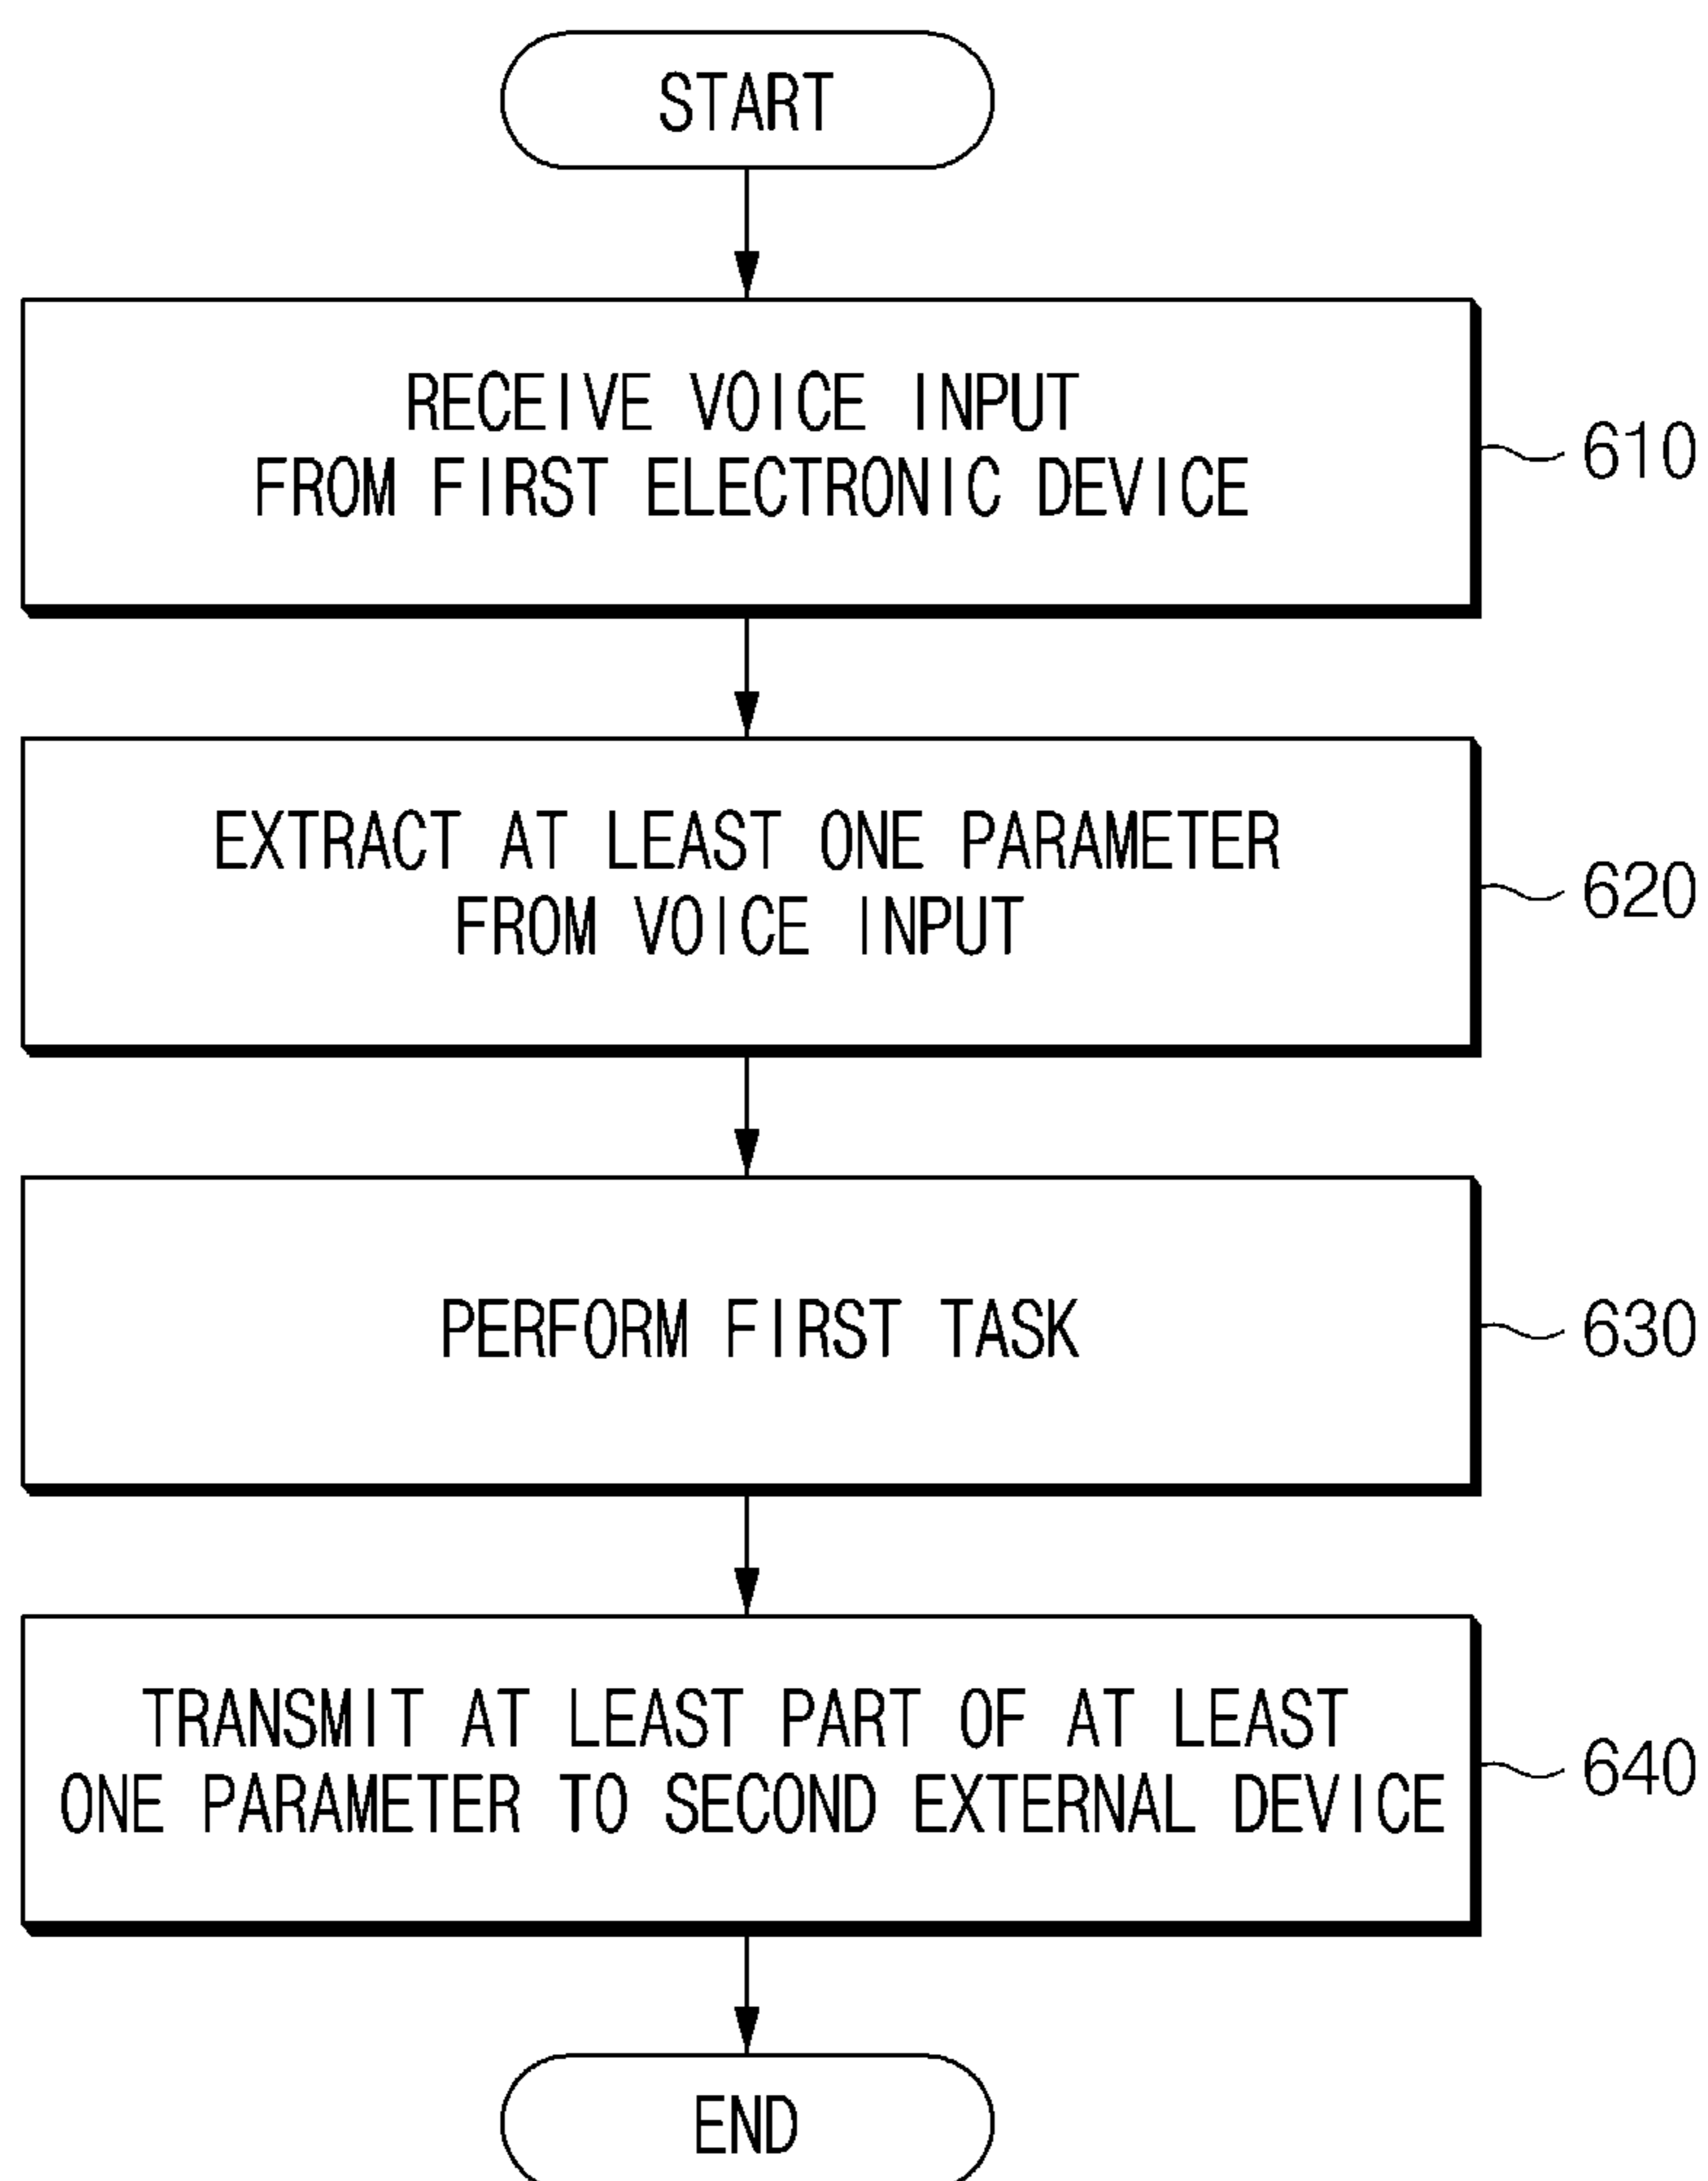 START
RECEIVE VOICE INPUT
FROM FIRST ELECTRONIC DEVICE
610
EXTRACT AT LEAST ONE PARAMETER
FROM VOICE INPUT
620
PERFORM FIRST TASK
630
TRANSMIT AT LEAST PART OF AT LEAST
ONE PARAMETER TO SECOND EXTERNAL DEVICE
640
END